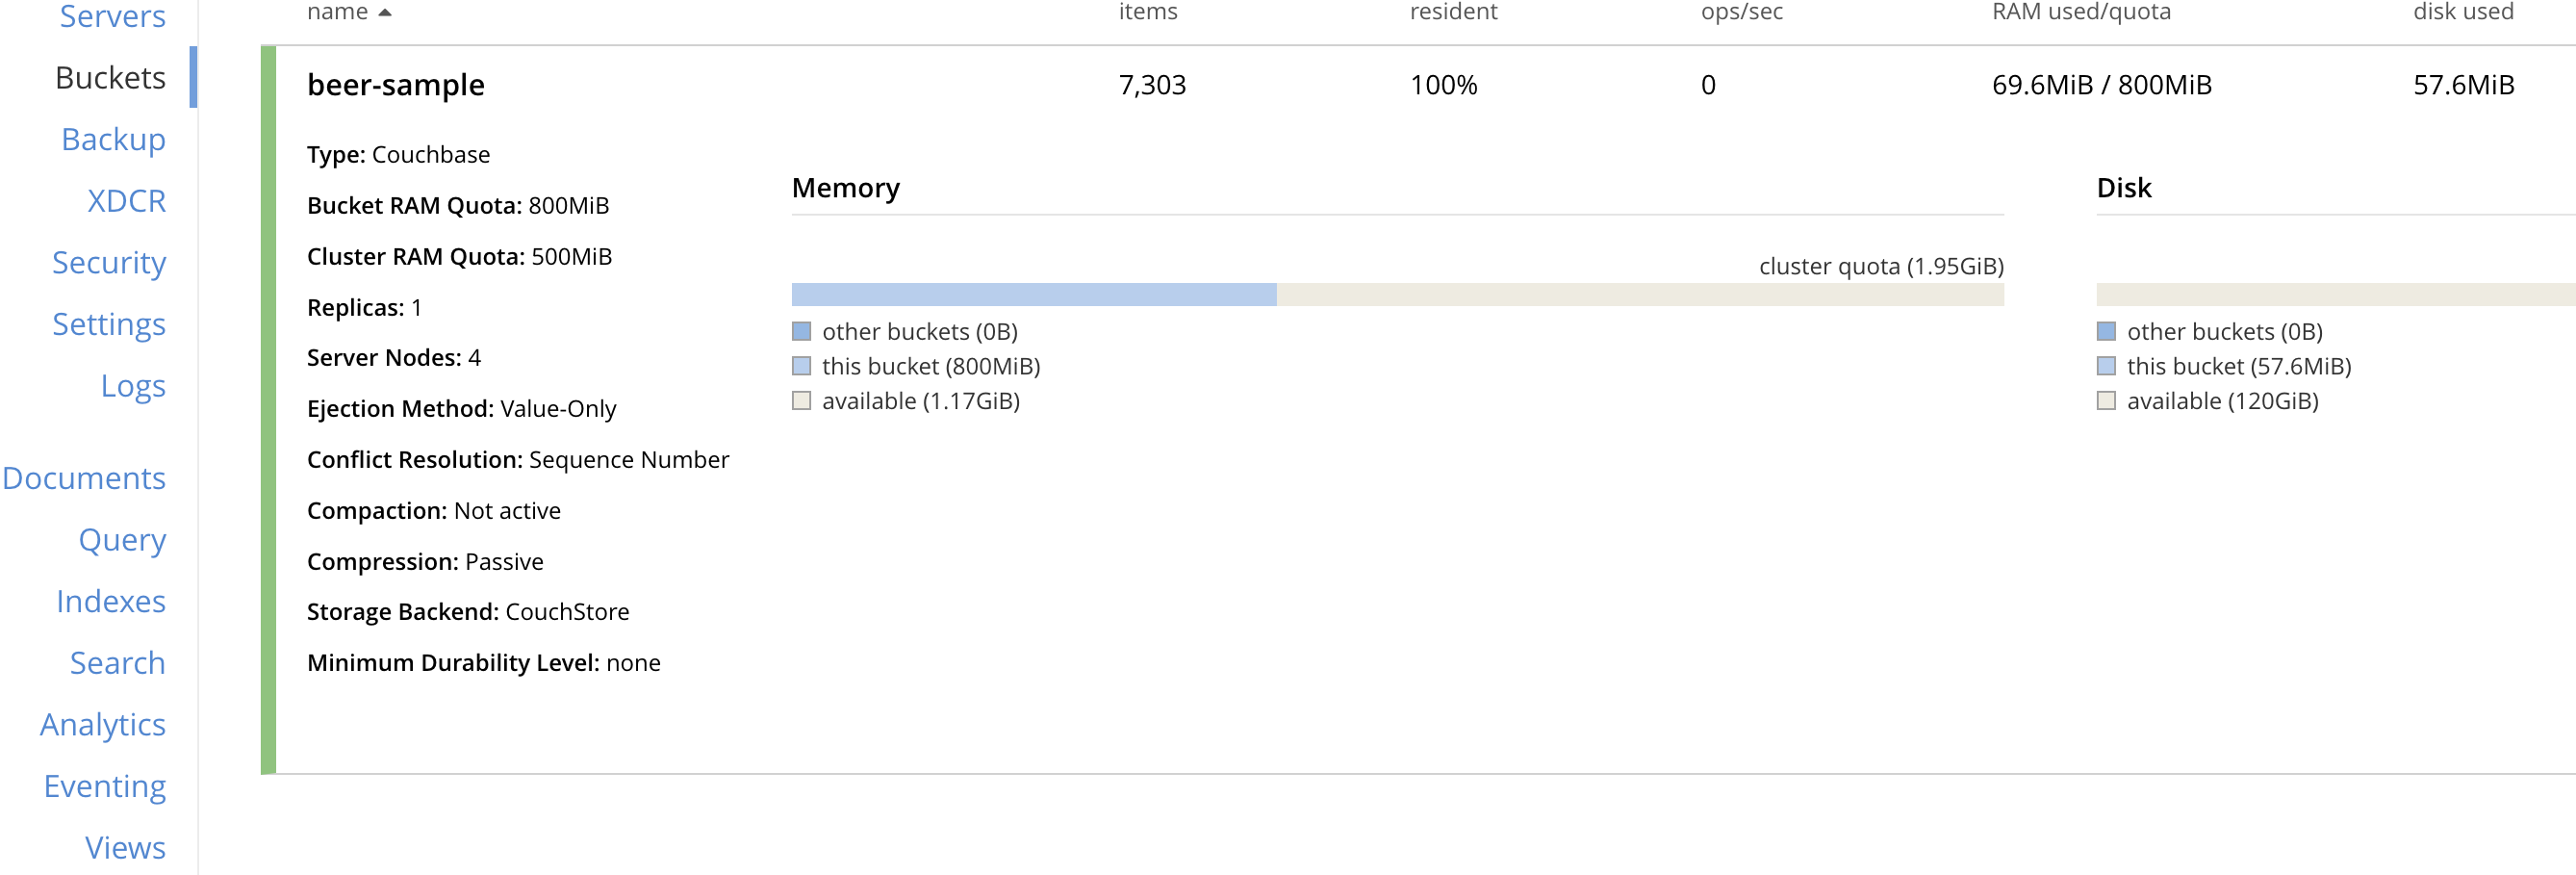 Servers
Buckets
Backup
XDCR
Security
Settings
Logs
Documents
Query
Indexes
Search
Analytics
Eventing
Views
name items resident ops/sec RAM used/quota disk used
beer-sample 7,303 100% 0 69.6MiB / 800MiB 57.6MiB
Type: Couchbase
Bucket RAM Quota: 800MiB
Cluster RAM Quota: 500MiB
Replicas: 1
Server Nodes: 4
Ejection Method: Value-Only
Conflict Resolution: Sequence Number
Compaction: Not active
Compression: Passive
Storage Backend: CouchStore
Minimum Durability Level: none
Memory
cluster quota (1.95GiB)
other buckets (0B)
this bucket (800MiB)
available (1.17GiB)
Disk
other buckets (0B)
this bucket (57.6MiB)
available (120GiB)